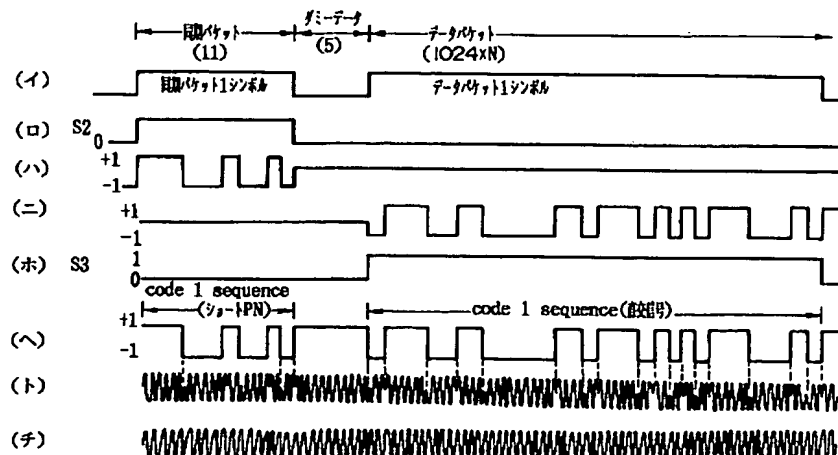 同期パケット
(11)
ダミーデータ
(5)
データパケット
(1024×N)
(イ)
同期パケット1シンボル
データパケット1シンボル
(ロ) S2 0
(ハ) +1
-1
(ニ) +1
-1
(ホ) S3 1
0
code 1 sequence
(ショートPN)
code 1 sequence(直交符号)
(ヘ) +1
-1
(ト)
(チ)